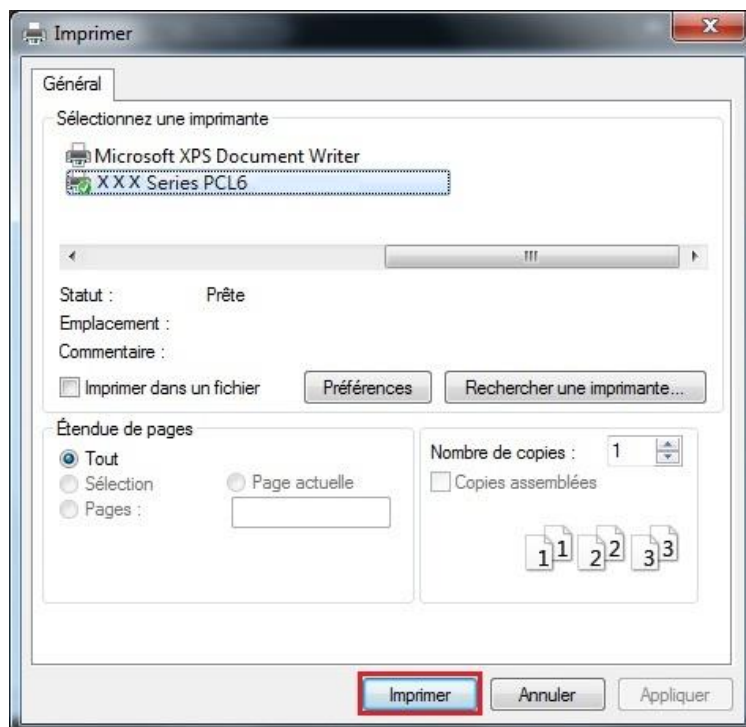 Imprimer
Général
Sélectionnez une imprimante
Microsoft XPS Document Writer
X X X Series PCL6
Statut : Prête
Emplacement :
Commentaire :
Imprimer dans un fichier Préférences Rechercher une imprimante...
Étendue de pages
Tout
Sélection Page actuelle
Pages :
Nombre de copies : 1
Copies assemblées
1 1 2 2 3 3
Imprimer Annuler Appliquer